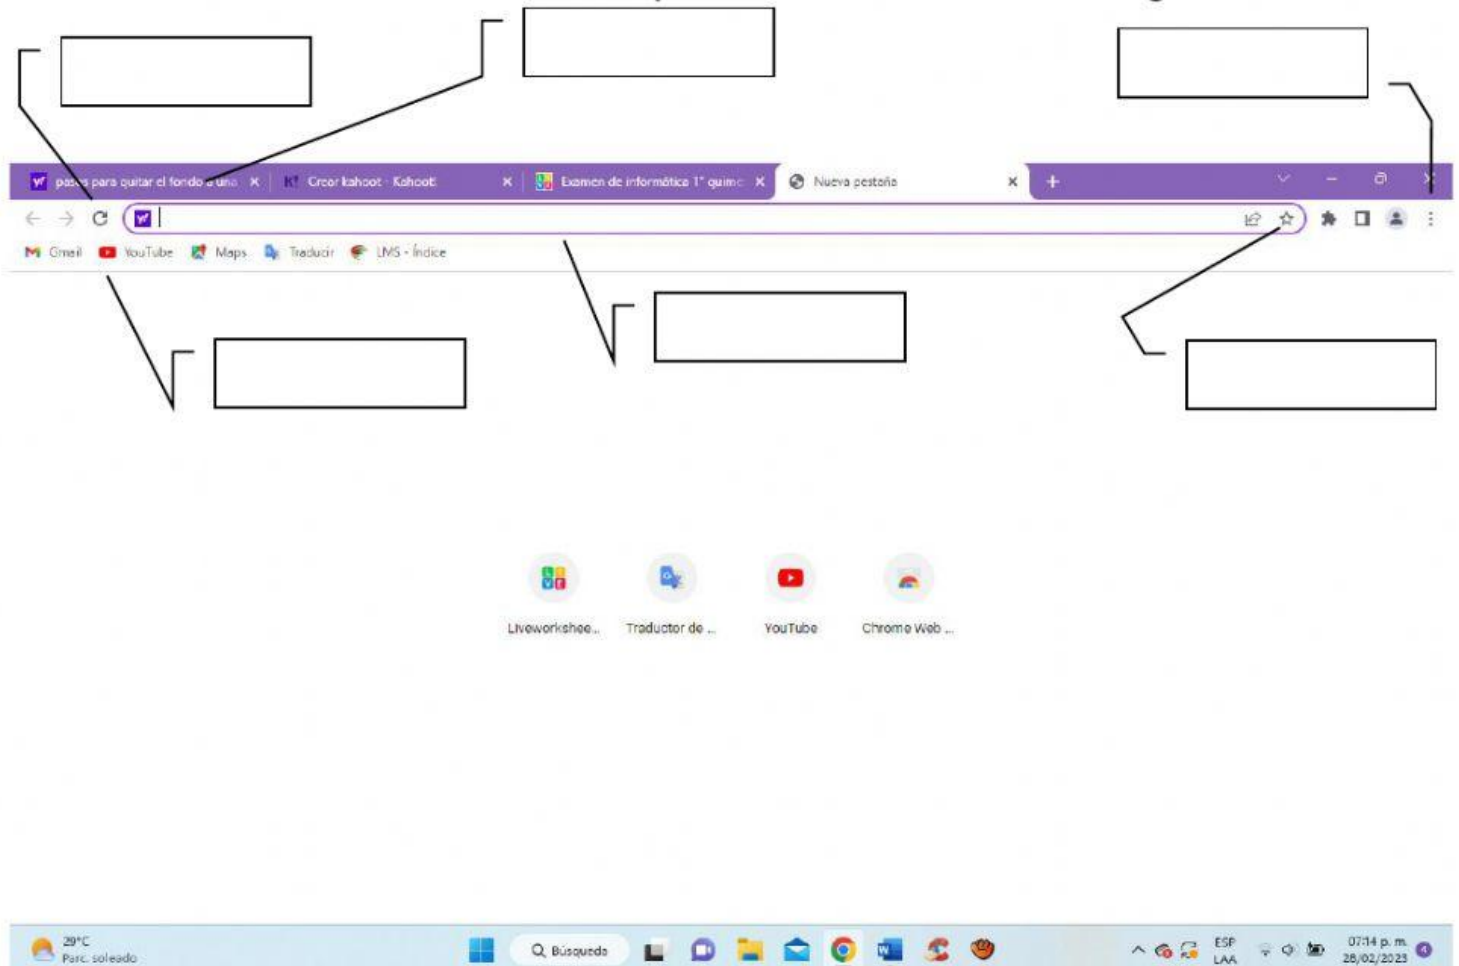 pasos para quitar el fondo a una
K! Crear kahoot - Kahoot!
Examen de informática 1° quime
Nueva pestaña
Gmail YouTube Maps Traducir LMS - Índice
Liveworkshee... Traductor de ... YouTube Chrome Web ...
29°C
Parc. soleado
Búsqueda
ESP
LAA
07:14 p. m.
28/02/2023
4